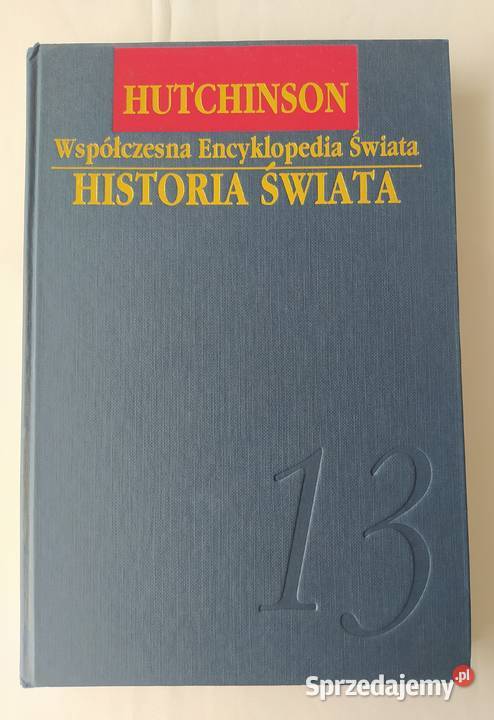 HUTCHINSON
Współczesna Encyklopedia Świata
HISTORIA ŚWIATA
13
Sprzedajemy.pl